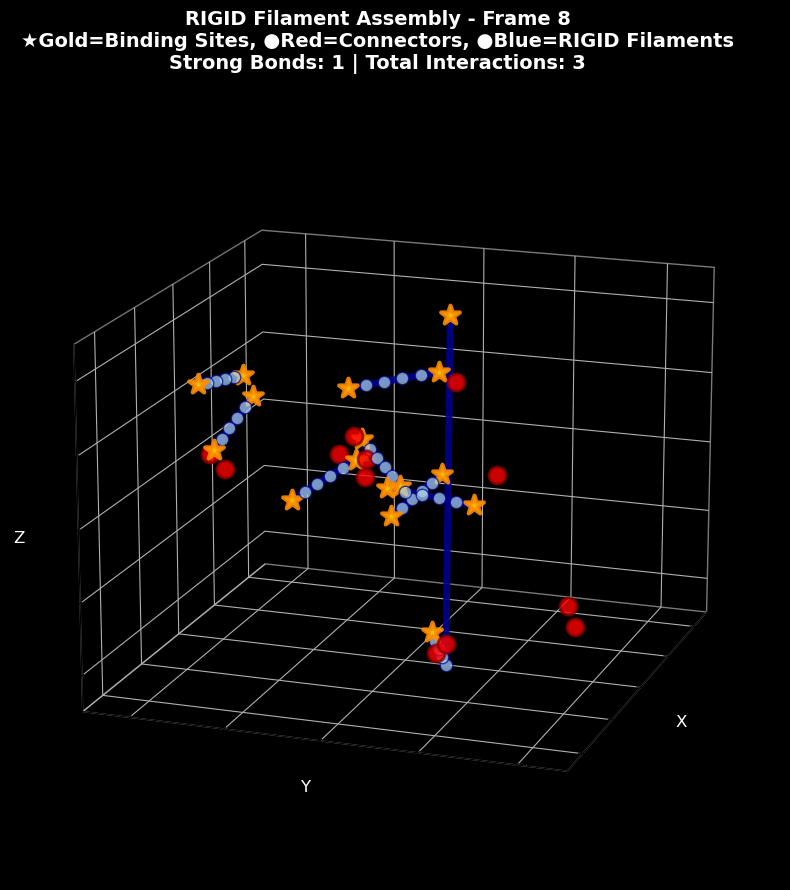 RIGID Filament Assembly - Frame 8
★Gold=Binding Sites, ●Red=Connectors, ●Blue=RIGID Filaments
Strong Bonds: 1 | Total Interactions: 3
Z
X
Y